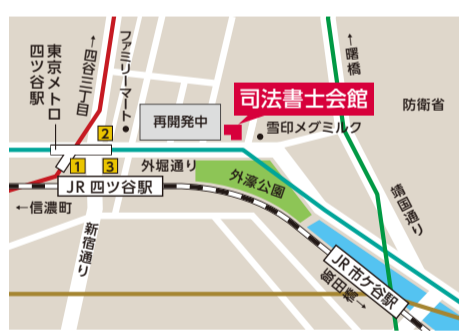 東京メトロ
四ツ谷駅
←四谷三丁目
ファミリーマート
2
再開発中
司法書士会館
雪印メグミルク
←曙橋
防衛省
1
3
外堀通り
外濠公園
JR 四ツ谷駅
←信濃町
新宿通り
靖国通り
JR 市ケ谷駅
飯田橋→